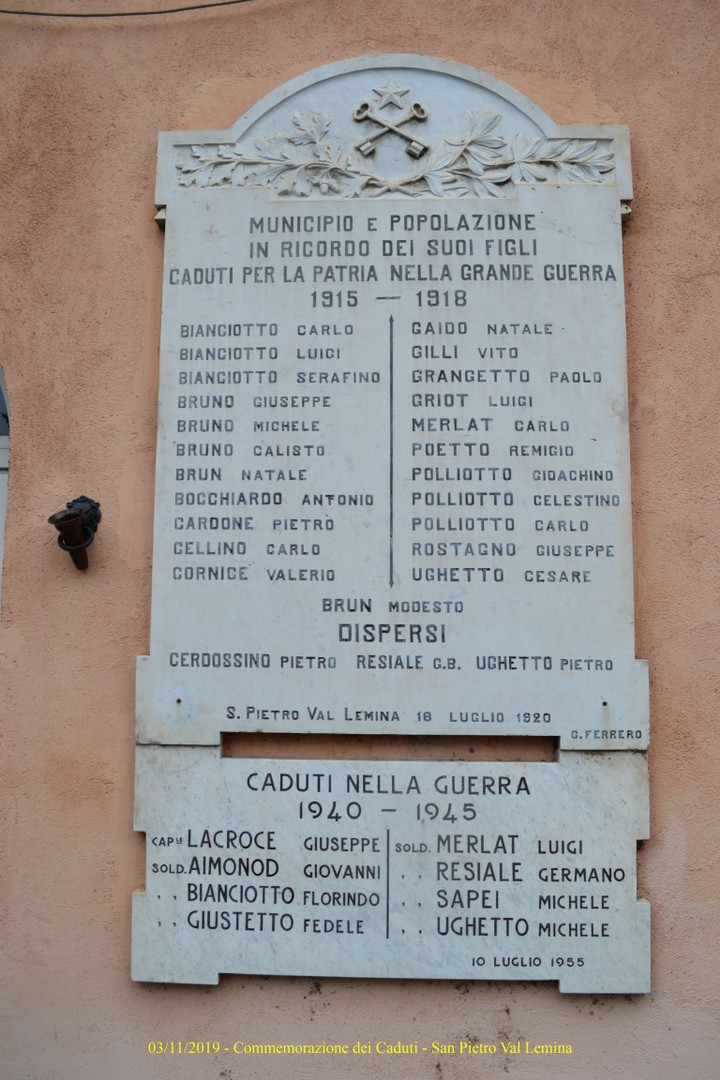 MUNICIPIO E POPOLAZIONE
IN RICORDO DEI SUOI FIGLI
CADUTI PER LA PATRIA NELLA GRANDE GUERRA
1915 — 1918
BIANCIOTTO CARLO
BIANCIOTTO LUIGI
BIANCIOTTO SERAFINO
BRUNO GIUSEPPE
BRUNO MICHELE
BRUNO CALISTO
BRUN NATALE
BOCCHIARDO ANTONIO
CARDONE PIETRO
CELLINO CARLO
CORNICE VALERIO
GAIDO NATALE
GILLI VITO
GRANGETTO PAOLO
GRIOT LUIGI
MERLAT CARLO
POETTO REMIGIO
POLLIOTTO GIOACHINO
POLLIOTTO CELESTINO
POLLIOTTO CARLO
ROSTAGNO GIUSEPPE
UGHETTO CESARE
BRUN MODESTO
DISPERSI
CERDOSSINO PIETRO RESIALE G.B. UGHETTO PIETRO
S. PIETRO VAL LEMINA 18 LUGLIO 1920
G. FERRERO
CADUTI NELLA GUERRA
1940 — 1945
CAP.LE LACROCE GIUSEPPE
SOLD. AIMONOD GIOVANNI
, , BIANCIOTTO FLORINDO
, , GIUSTETTO FEDELE
SOLD. MERLAT LUIGI
, , RESIALE GERMANO
, , SAPEI MICHELE
, , UGHETTO MICHELE
10 LUGLIO 1955
03/11/2019 - Commemorazione dei Caduti - San Pietro Val Lemina